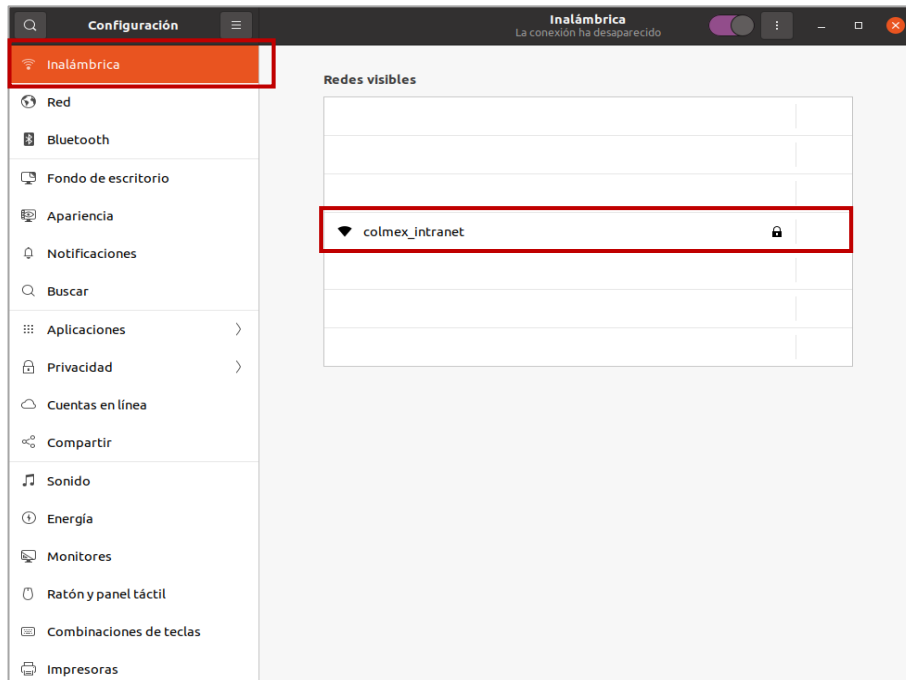 Configuración
Inalámbrica
La conexión ha desaparecido
Inalámbrica
Red
Bluetooth
Fondo de escritorio
Apariencia
Notificaciones
Buscar
Aplicaciones
Privacidad
Cuentas en línea
Compartir
Sonido
Energía
Monitores
Ratón y panel táctil
Combinaciones de teclas
Impresoras
Redes visibles
colmex_intranet